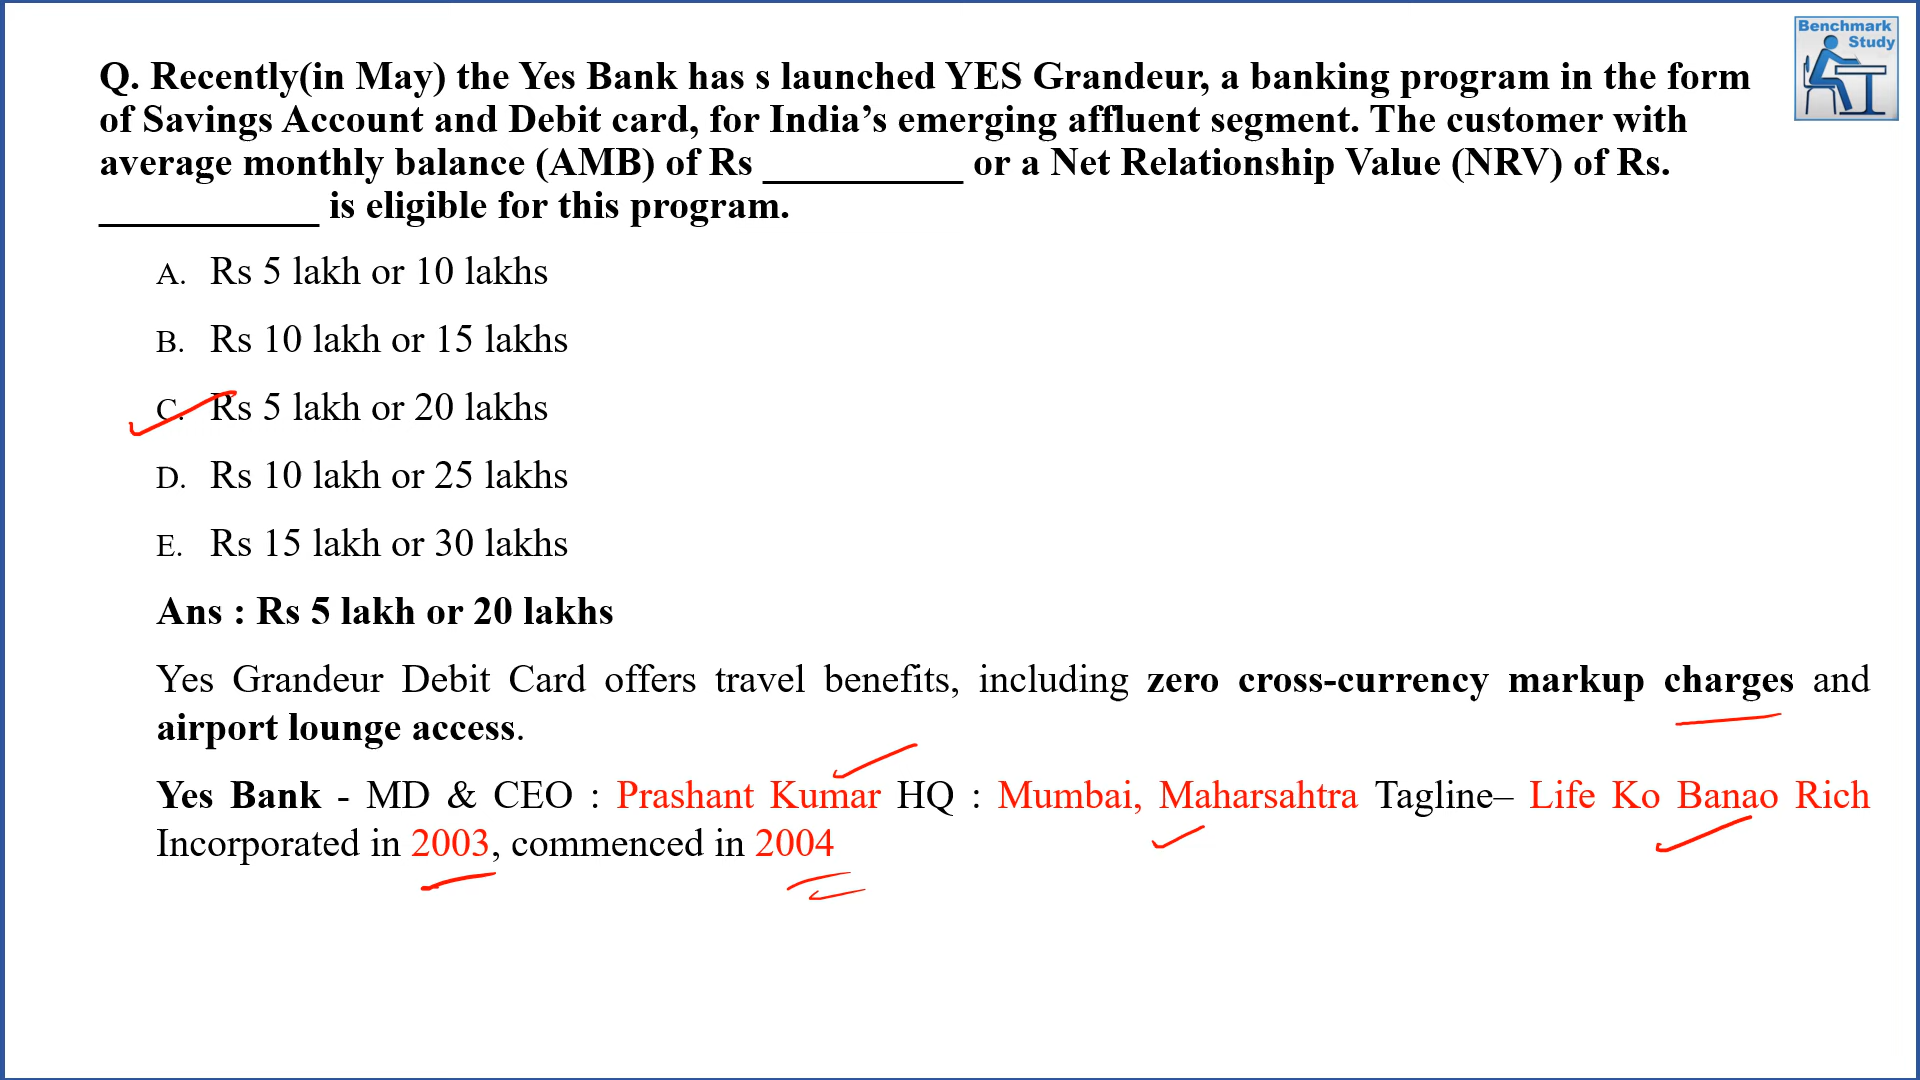 Benchmark
Study
Q. Recently(in May) the Yes Bank has s launched YES Grandeur, a banking program in the form
of Savings Account and Debit card, for India’s emerging affluent segment. The customer with
average monthly balance (AMB) of Rs __________ or a Net Relationship Value (NRV) of Rs.
___________ is eligible for this program.
A. Rs 5 lakh or 10 lakhs
B. Rs 10 lakh or 15 lakhs
C. Rs 5 lakh or 20 lakhs
D. Rs 10 lakh or 25 lakhs
E. Rs 15 lakh or 30 lakhs
Ans : Rs 5 lakh or 20 lakhs
Yes Grandeur Debit Card offers travel benefits, including zero cross-currency markup charges and
airport lounge access.
Yes Bank - MD & CEO : Prashant Kumar HQ : Mumbai, Maharsahtra Tagline– Life Ko Banao Rich
Incorporated in 2003, commenced in 2004